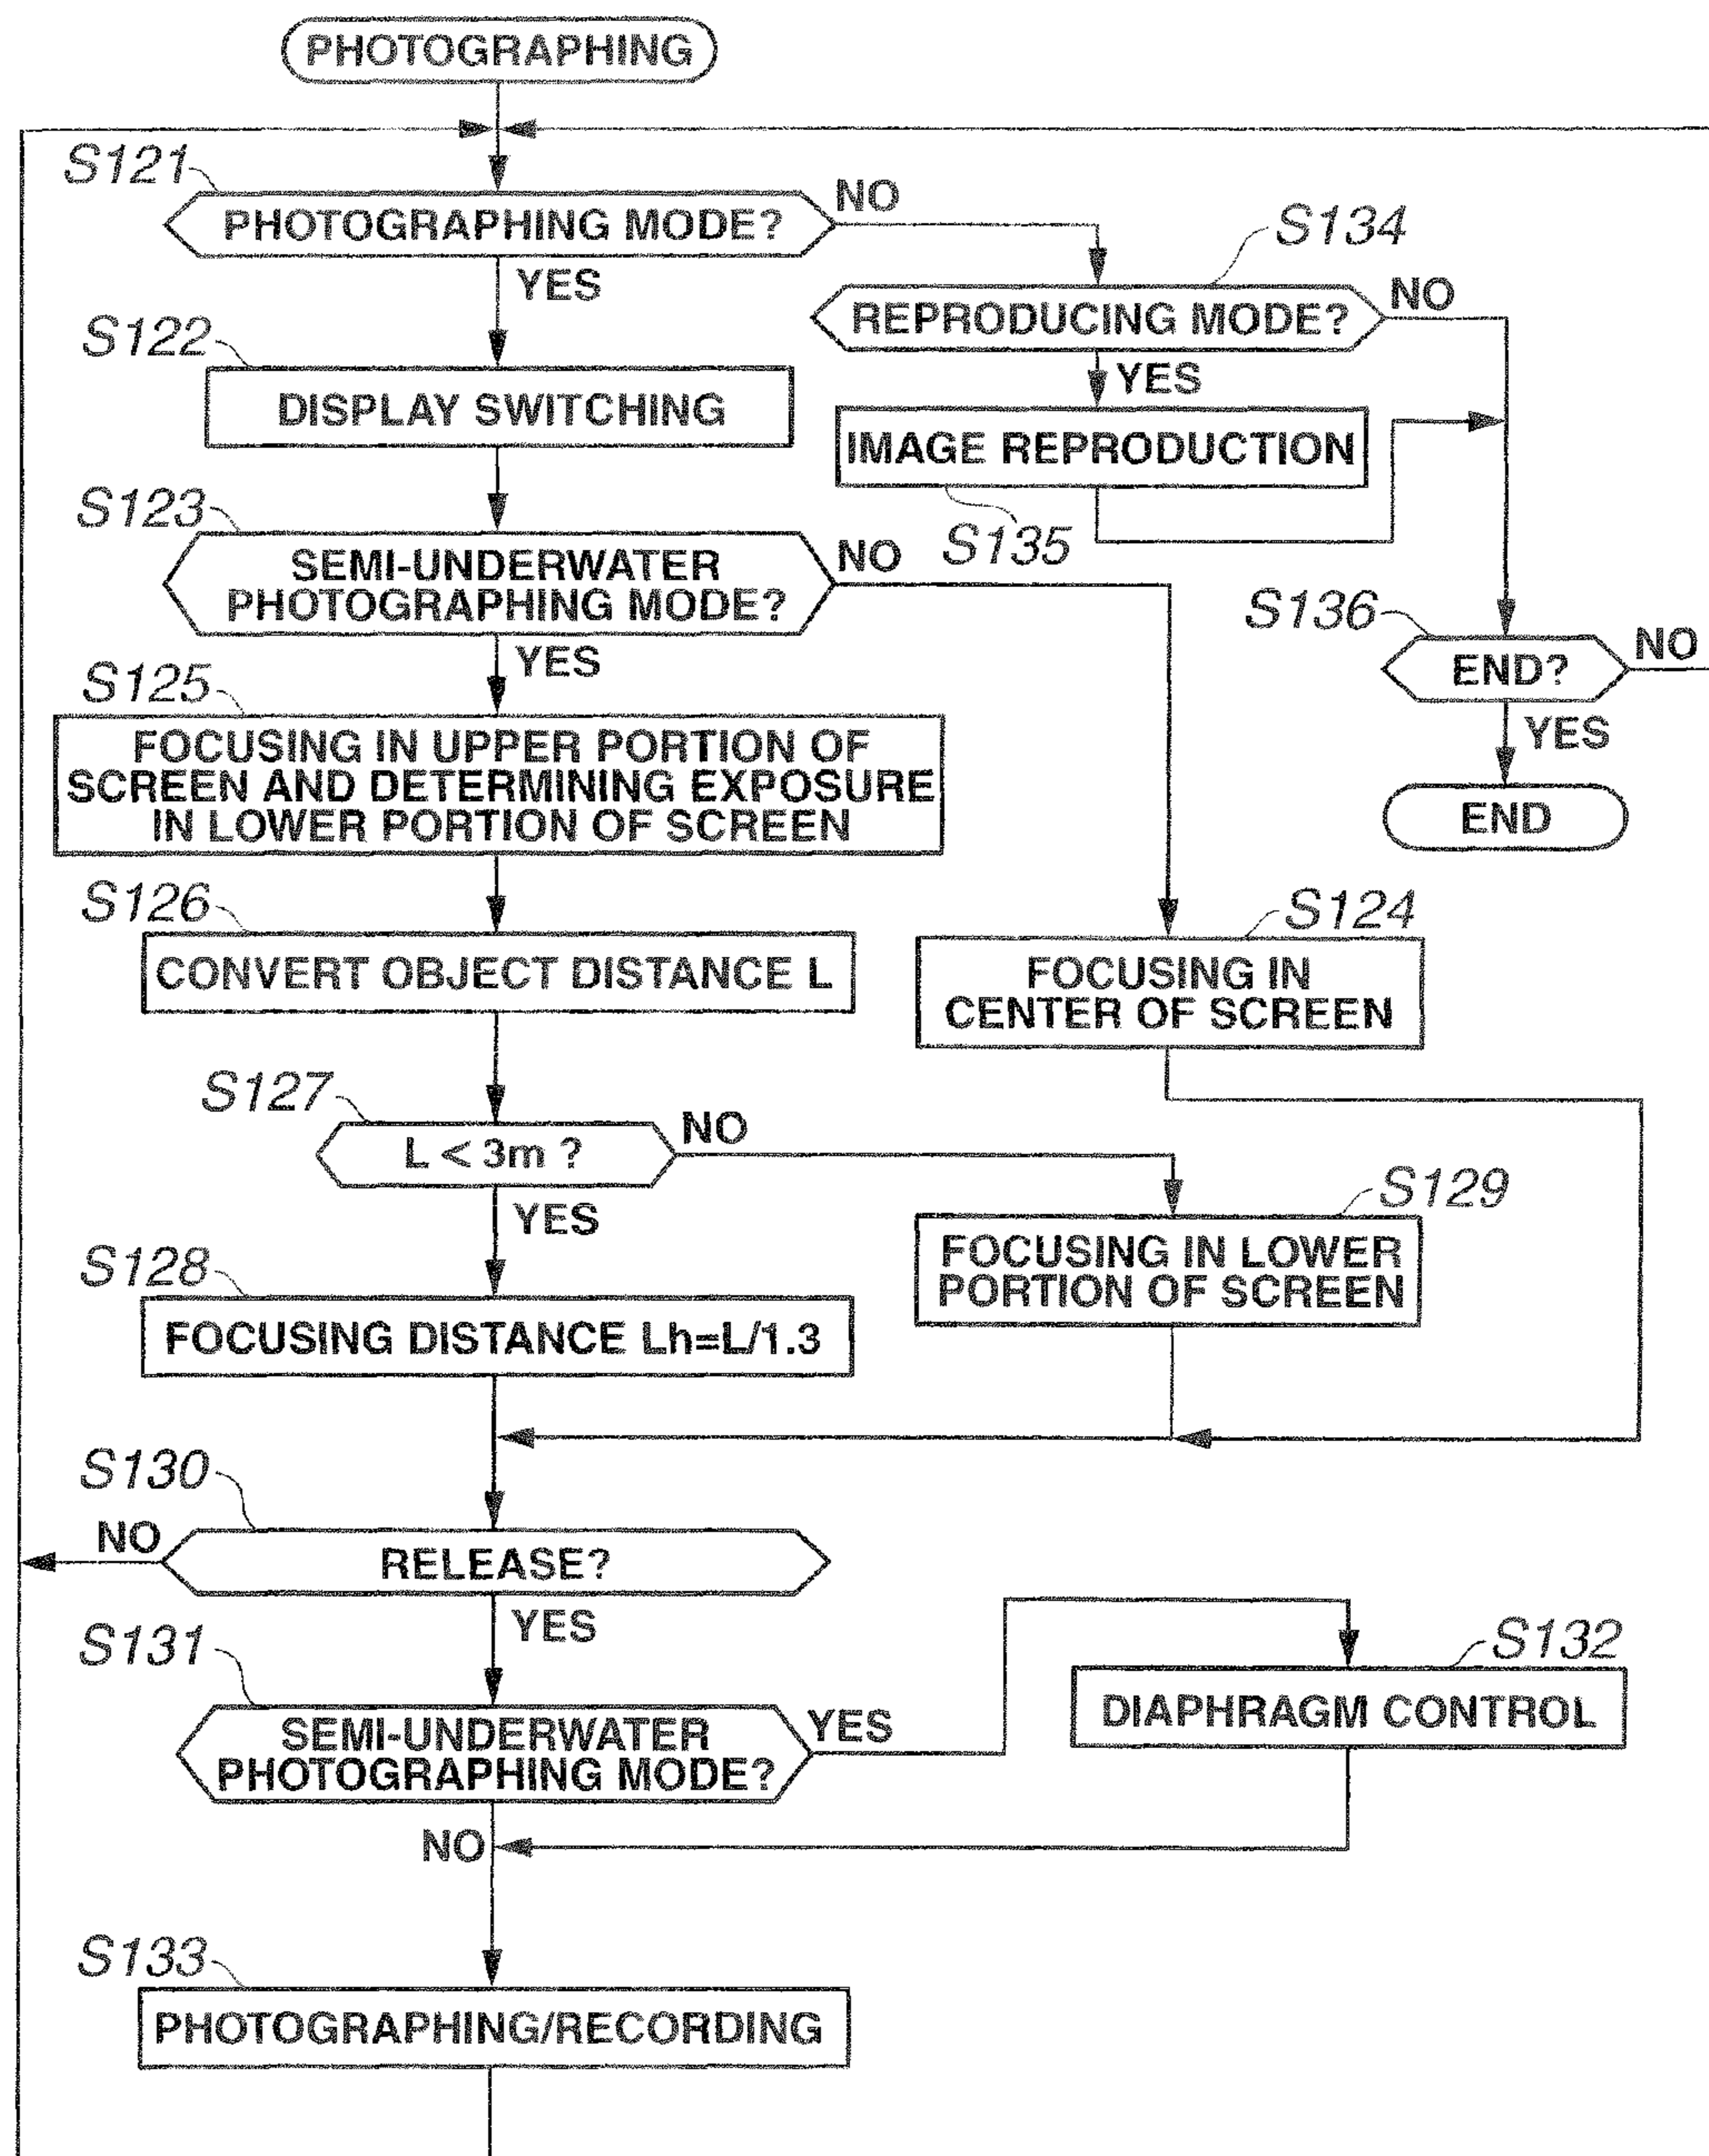 PHOTOGRAPHING
S121
PHOTOGRAPHING MODE?
NO
YES
S134
REPRODUCING MODE?
NO
YES
S122
DISPLAY SWITCHING
IMAGE REPRODUCTION
S135
S123
SEMI-UNDERWATER
PHOTOGRAPHING MODE?
NO
YES
S136
END?
NO
YES
END
S125
FOCUSING IN UPPER PORTION OF
SCREEN AND DETERMINING EXPOSURE
IN LOWER PORTION OF SCREEN
S126
CONVERT OBJECT DISTANCE L
S124
FOCUSING IN
CENTER OF SCREEN
S127
L < 3m ?
NO
YES
S129
FOCUSING IN LOWER
PORTION OF SCREEN
S128
FOCUSING DISTANCE Lh=L/1.3
S130
NO
RELEASE?
YES
S131
SEMI-UNDERWATER
PHOTOGRAPHING MODE?
YES
S132
DIAPHRAGM CONTROL
NO
S133
PHOTOGRAPHING/RECORDING